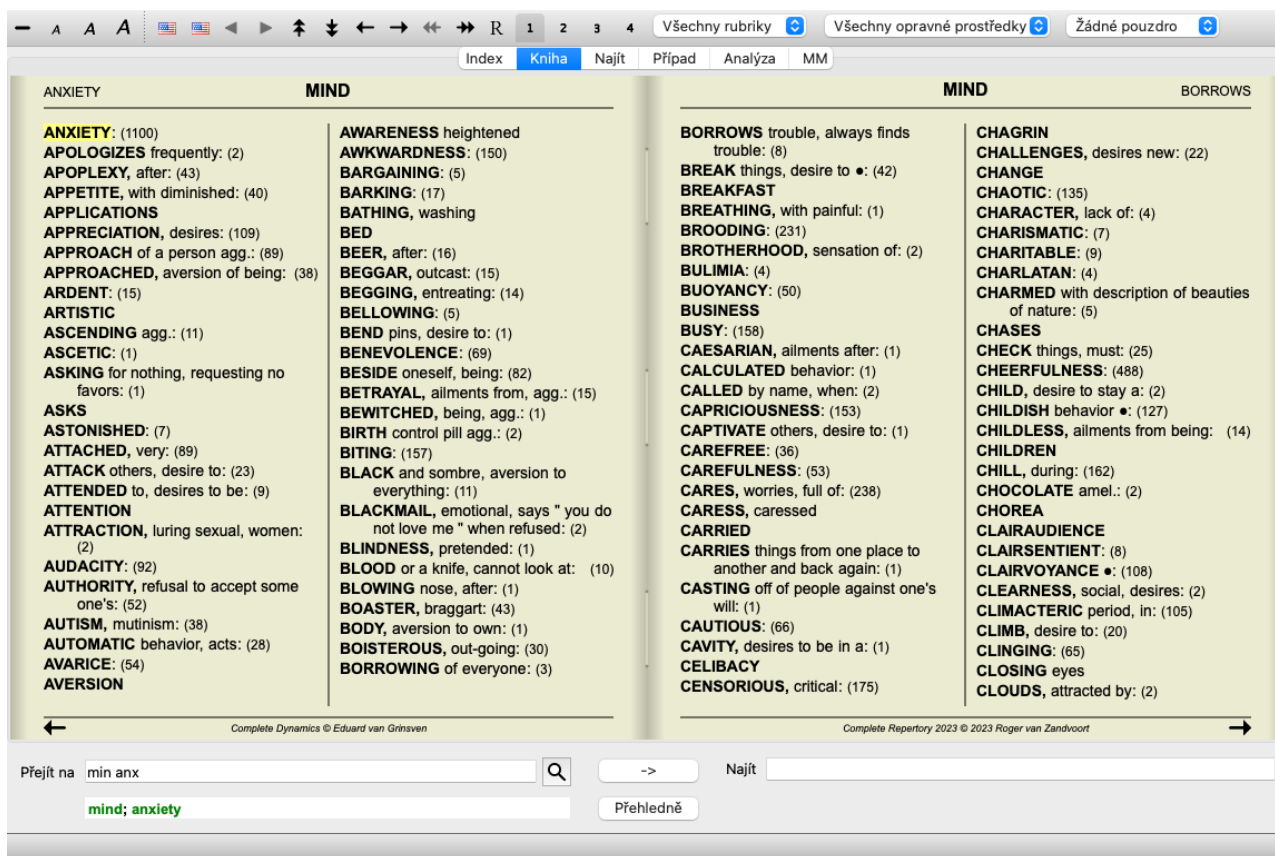 A A A R 1 2 3 4 Všechny rubriky Všechny opravné prostředky Žádné pouzdro
Index Kniha Najít Případ Analýza MM
ANXIETY MIND
ANXIETY: (1100)
APOLOGIZES frequently: (2)
APOPLEXY, after: (43)
APPETITE, with diminished: (40)
APPLICATIONS
APPRECIATION, desires: (109)
APPROACH of a person agg.: (89)
APPROACHED, aversion of being: (38)
ARDENT: (15)
ARTISTIC
ASCENDING agg.: (11)
ASCETIC: (1)
ASKING for nothing, requesting no
favors: (1)
ASKS
ASTONISHED: (7)
ATTACHED, very: (89)
ATTACK others, desire to: (23)
ATTENDED to, desires to be: (9)
ATTENTION
ATTRACTION, luring sexual, women:
(2)
AUDACITY: (92)
AUTHORITY, refusal to accept some
one's: (52)
AUTISM, mutinism: (38)
AUTOMATIC behavior, acts: (28)
AVARICE: (54)
AVERSION
AWARENESS heightened
AWKWARDNESS: (150)
BARGAINING: (5)
BARKING: (17)
BATHING, washing
BED
BEER, after: (16)
BEGGAR, outcast: (15)
BEGGING, entreating: (14)
BELLOWING: (5)
BEND pins, desire to: (1)
BENEVOLENCE: (69)
BESIDE oneself, being: (82)
BETRAYAL, ailments from, agg.: (15)
BEWITCHED, being, agg.: (1)
BIRTH control pill agg.: (2)
BITING: (157)
BLACK and sombre, aversion to
everything: (11)
BLACKMAIL, emotional, says " you do
not love me " when refused: (2)
BLINDNESS, pretended: (1)
BLOOD or a knife, cannot look at: (10)
BLOWING nose, after: (1)
BOASTER, braggart: (43)
BODY, aversion to own: (1)
BOISTEROUS, out-going: (30)
BORROWING of everyone: (3)
Complete Dynamics © Eduard van Grinsven
MIND BORROWS
BORROWS trouble, always finds
trouble: (8)
BREAK things, desire to ●: (42)
BREAKFAST
BREATHING, with painful: (1)
BROODING: (231)
BROTHERHOOD, sensation of: (2)
BULIMIA: (4)
BUOYANCY: (50)
BUSINESS
BUSY: (158)
CAESARIAN, ailments after: (1)
CALCULATED behavior: (1)
CALLED by name, when: (2)
CAPRICIOUSNESS: (153)
CAPTIVATE others, desire to: (1)
CAREFREE: (36)
CAREFULNESS: (53)
CARES, worries, full of: (238)
CARESS, caressed
CARRIED
CARRIES things from one place to
another and back again: (1)
CASTING off of people against one's
will: (1)
CAUTIOUS: (66)
CAVITY, desires to be in a: (1)
CELIBACY
CENSORIOUS, critical: (175)
CHAGRIN
CHALLENGES, desires new: (22)
CHANGE
CHAOTIC: (135)
CHARACTER, lack of: (4)
CHARISMATIC: (7)
CHARITABLE: (9)
CHARLATAN: (4)
CHARMED with description of beauties
of nature: (5)
CHASES
CHECK things, must: (25)
CHEERFULNESS: (488)
CHILD, desire to stay a: (2)
CHILDISH behavior ●: (127)
CHILDLESS, ailments from being: (14)
CHILDREN
CHILL, during: (162)
CHOCOLATE amel.: (2)
CHOREA
CLAIRAUDIENCE
CLAIRSENTIENT: (8)
CLAIRVOYANCE ●: (108)
CLEARNESS, social, desires: (2)
CLIMACTERIC period, in: (105)
CLIMB, desire to: (20)
CLINGING: (65)
CLOSING eyes
CLOUDS, attracted by: (2)
Complete Repertory 2023 © 2023 Roger van Zandvoort
Přejít na min anx -> Najít
mind; anxiety Přehledně